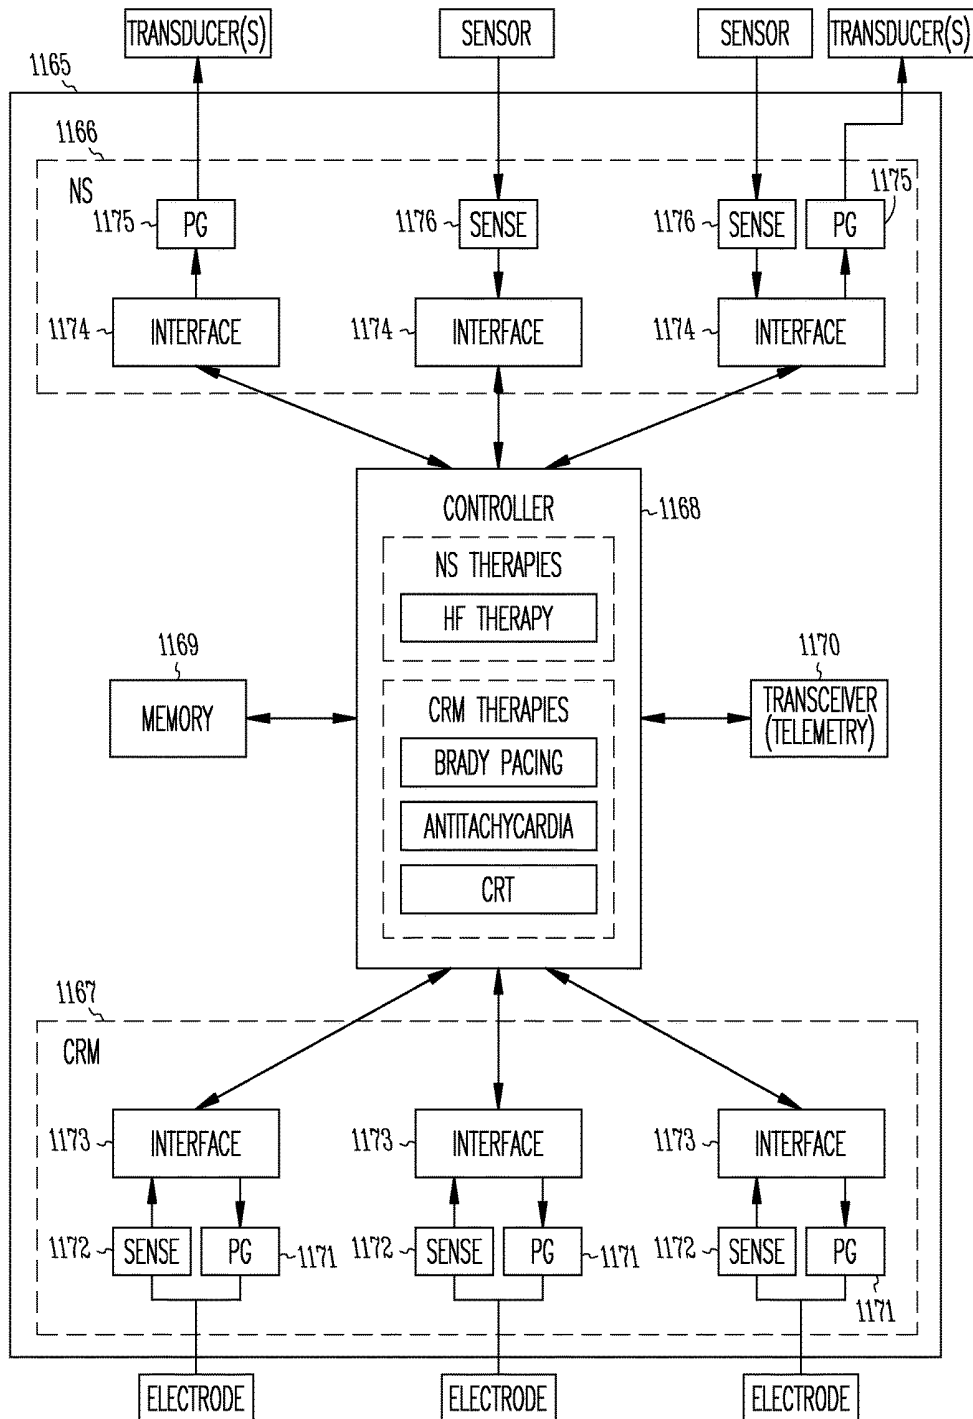 TRANSDUCER(S) SENSOR SENSOR TRANSDUCER(S)
1165
1166
NS
1175 PG 1176 SENSE 1176 SENSE PG 1175
1174 INTERFACE 1174 INTERFACE 1174 INTERFACE
CONTROLLER 1168
NS THERAPIES
HF THERAPY
1169
MEMORY
1170
TRANSCEIVER
(TELEMETRY)
CRM THERAPIES
BRADY PACING
ANTITACHYCARDIA
CRT
1167
CRM
1173 INTERFACE 1173 INTERFACE 1173 INTERFACE
1172 SENSE PG 1171 1172 SENSE PG 1171 1172 SENSE PG
1171
ELECTRODE ELECTRODE ELECTRODE